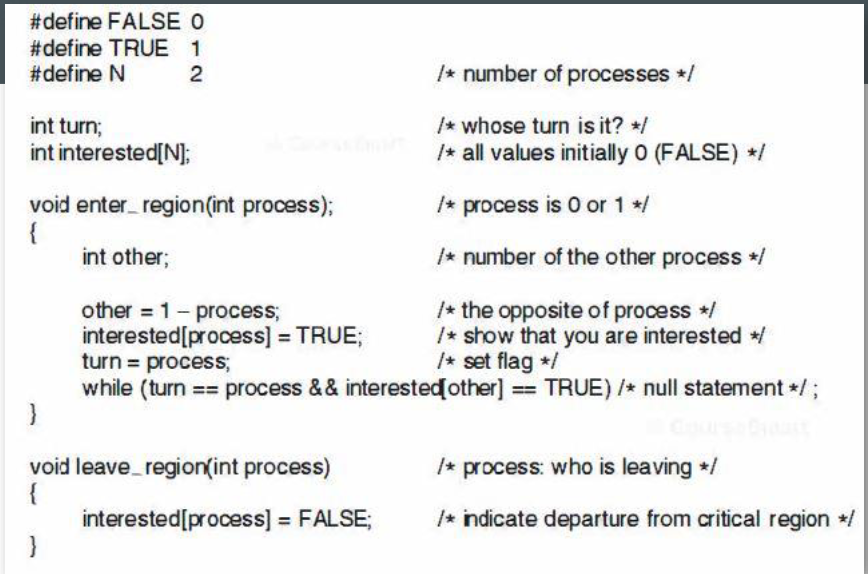 #define FALSE 0
#define TRUE 1
#define N 2 /* number of processes */
int turn; /* whose turn is it? */
int interested[N]; /* all values initially 0 (FALSE) */
void enter_region(int process); /* process is 0 or 1 */
{
int other; /* number of the other process */
other = 1 – process; /* the opposite of process */
interested[process] = TRUE; /* show that you are interested */
turn = process; /* set flag */
while (turn == process && interested[other] == TRUE) /* null statement */ ;
}
void leave_region(int process) /* process: who is leaving */
{
interested[process] = FALSE; /* indicate departure from critical region */
}